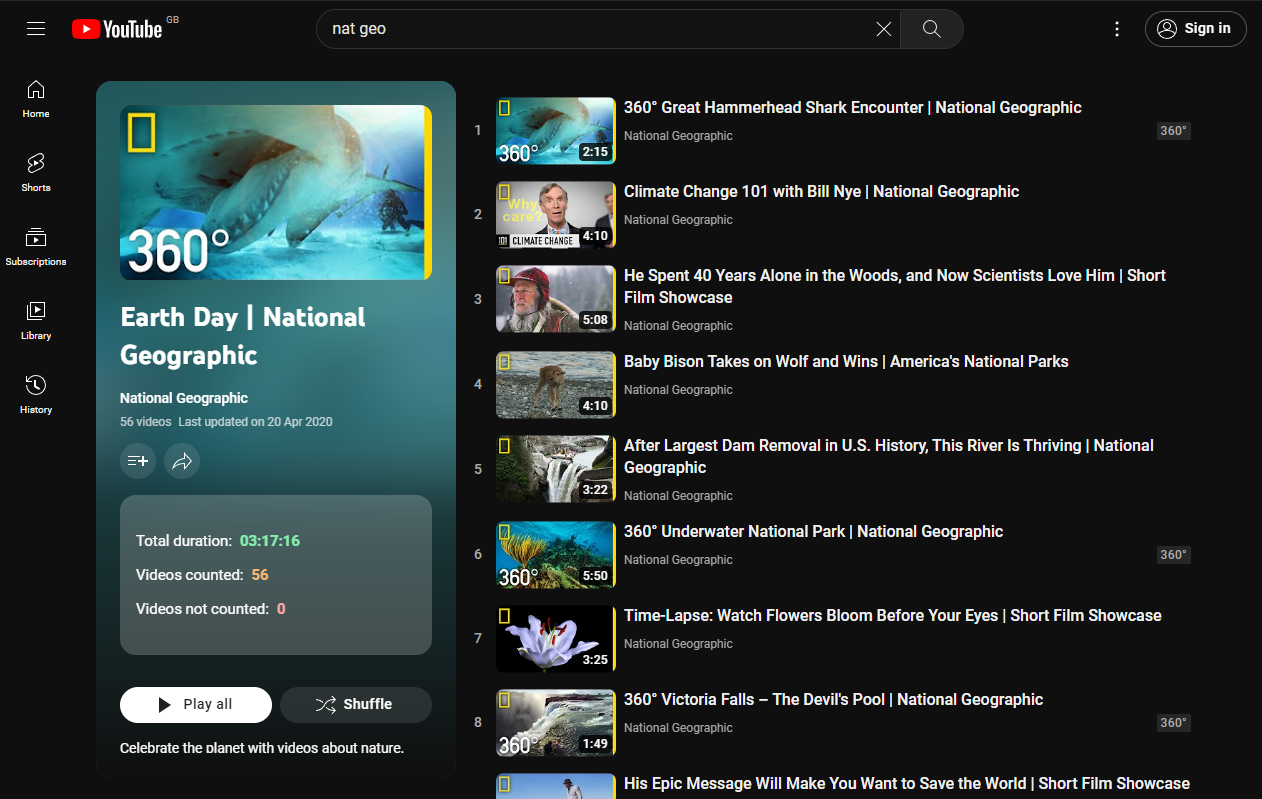 YouTube GB
nat geo
Sign in
Home
Shorts
Subscriptions
Library
History
360°
Earth Day | National
Geographic
National Geographic
56 videos Last updated on 20 Apr 2020
Total duration: 03:17:16
Videos counted: 56
Videos not counted: 0
Play all
Shuffle
Celebrate the planet with videos about nature.
1
360°
2:15
360° Great Hammerhead Shark Encounter | National Geographic
National Geographic
360°
2
Why
care?
101 CLIMATE CHANGE
4:10
Climate Change 101 with Bill Nye | National Geographic
National Geographic
3
5:08
He Spent 40 Years Alone in the Woods, and Now Scientists Love Him | Short
Film Showcase
National Geographic
4
4:10
Baby Bison Takes on Wolf and Wins | America's National Parks
National Geographic
5
3:22
After Largest Dam Removal in U.S. History, This River Is Thriving | National
Geographic
National Geographic
6
360°
5:50
360° Underwater National Park | National Geographic
National Geographic
360°
7
3:25
Time-Lapse: Watch Flowers Bloom Before Your Eyes | Short Film Showcase
National Geographic
8
360°
1:49
360° Victoria Falls – The Devil's Pool | National Geographic
National Geographic
360°
His Epic Message Will Make You Want to Save the World | Short Film Showcase